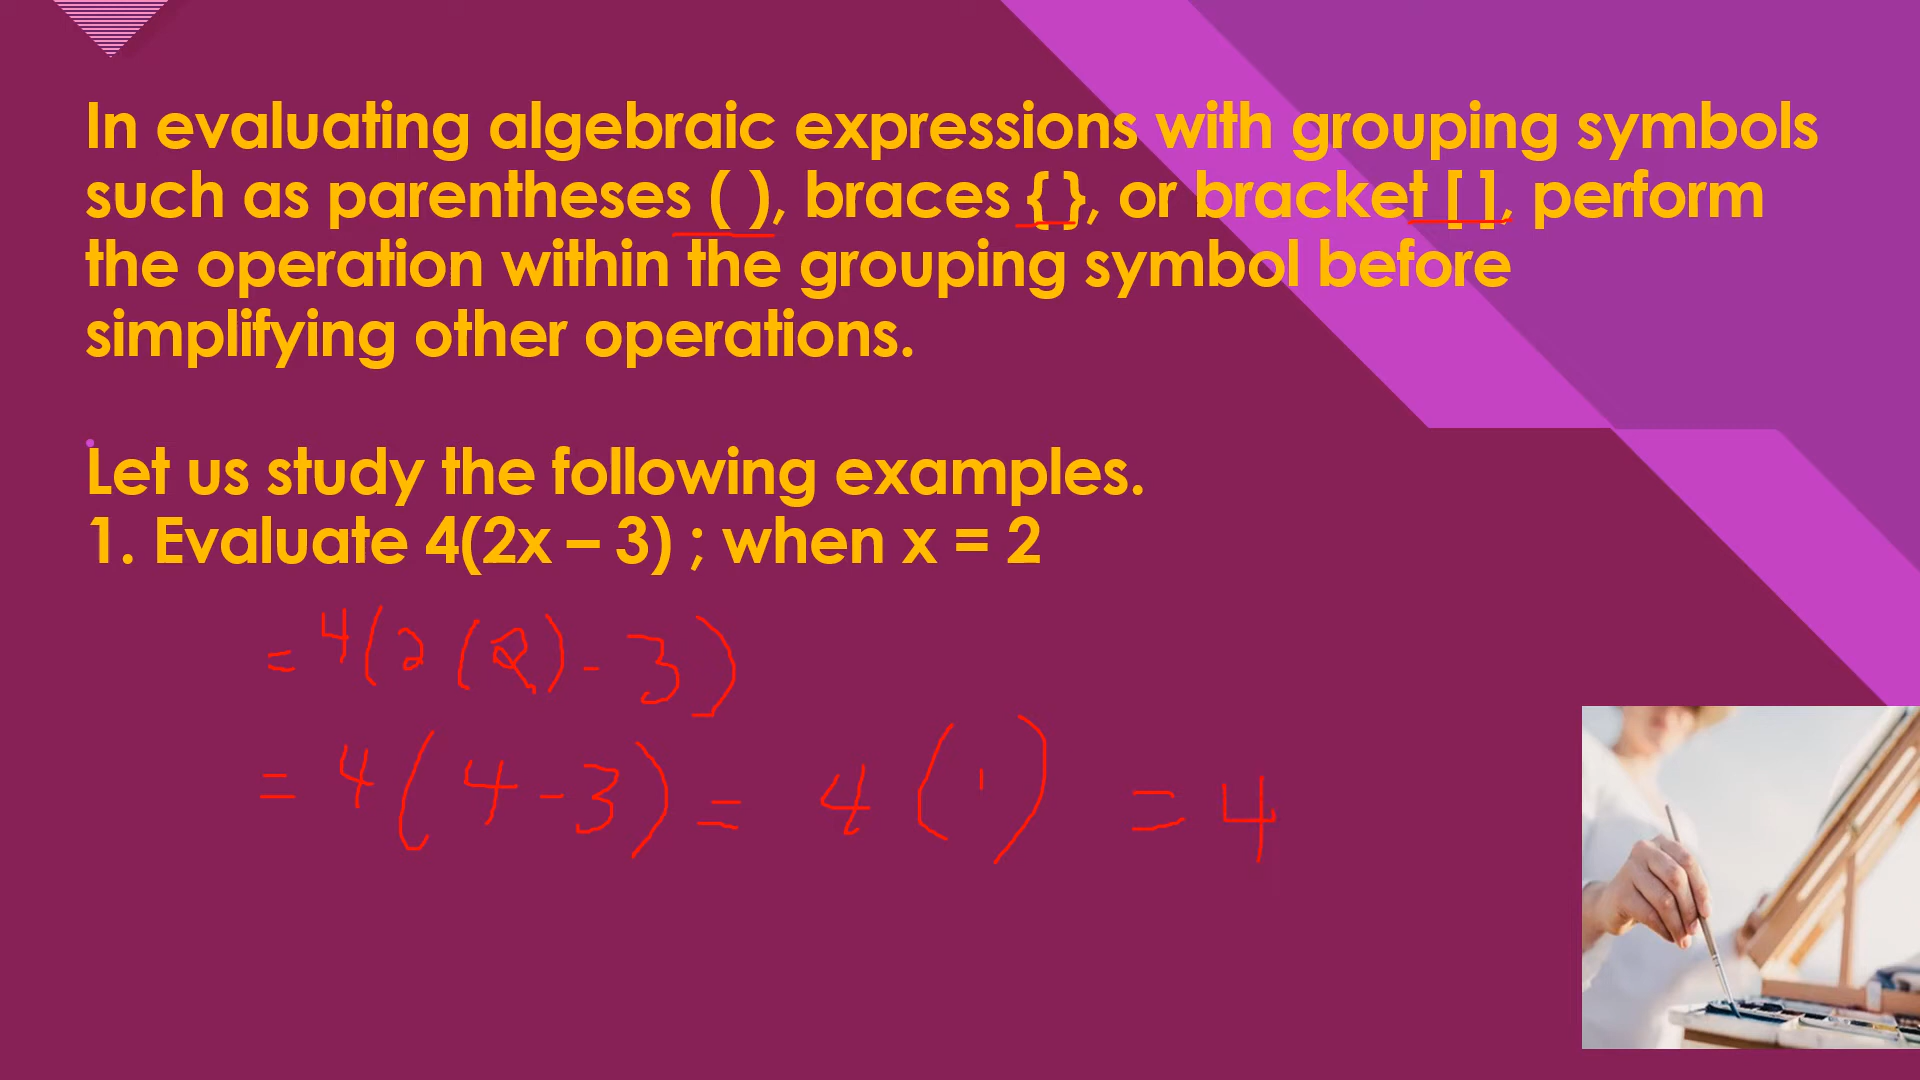 In evaluating algebraic expressions with grouping symbols
such as parentheses ( ), braces { }, or bracket [ ], perform
the operation within the grouping symbol before
simplifying other operations.
Let us study the following examples.
1. Evaluate 4(2x – 3) ; when x = 2
= 4(2(2) - 3)
= 4(4 - 3) = 4(1) = 4